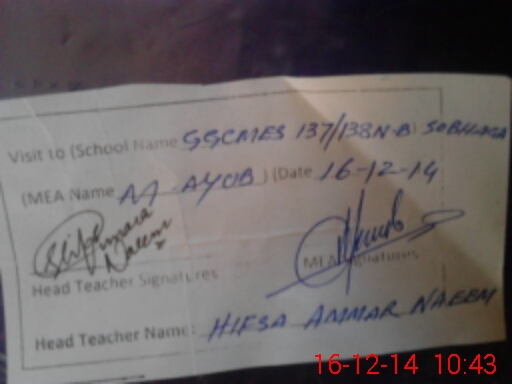 Visit to (School Name GGCMES 137/138N-B) SOBHAGA
(MEA Name M. AYUB) (Date 16-12-14
Naeem
Head Teacher Signatures
MEA Signatures
Head Teacher Name: HIFSA AMMAR NAEEM
16-12-14 10:43